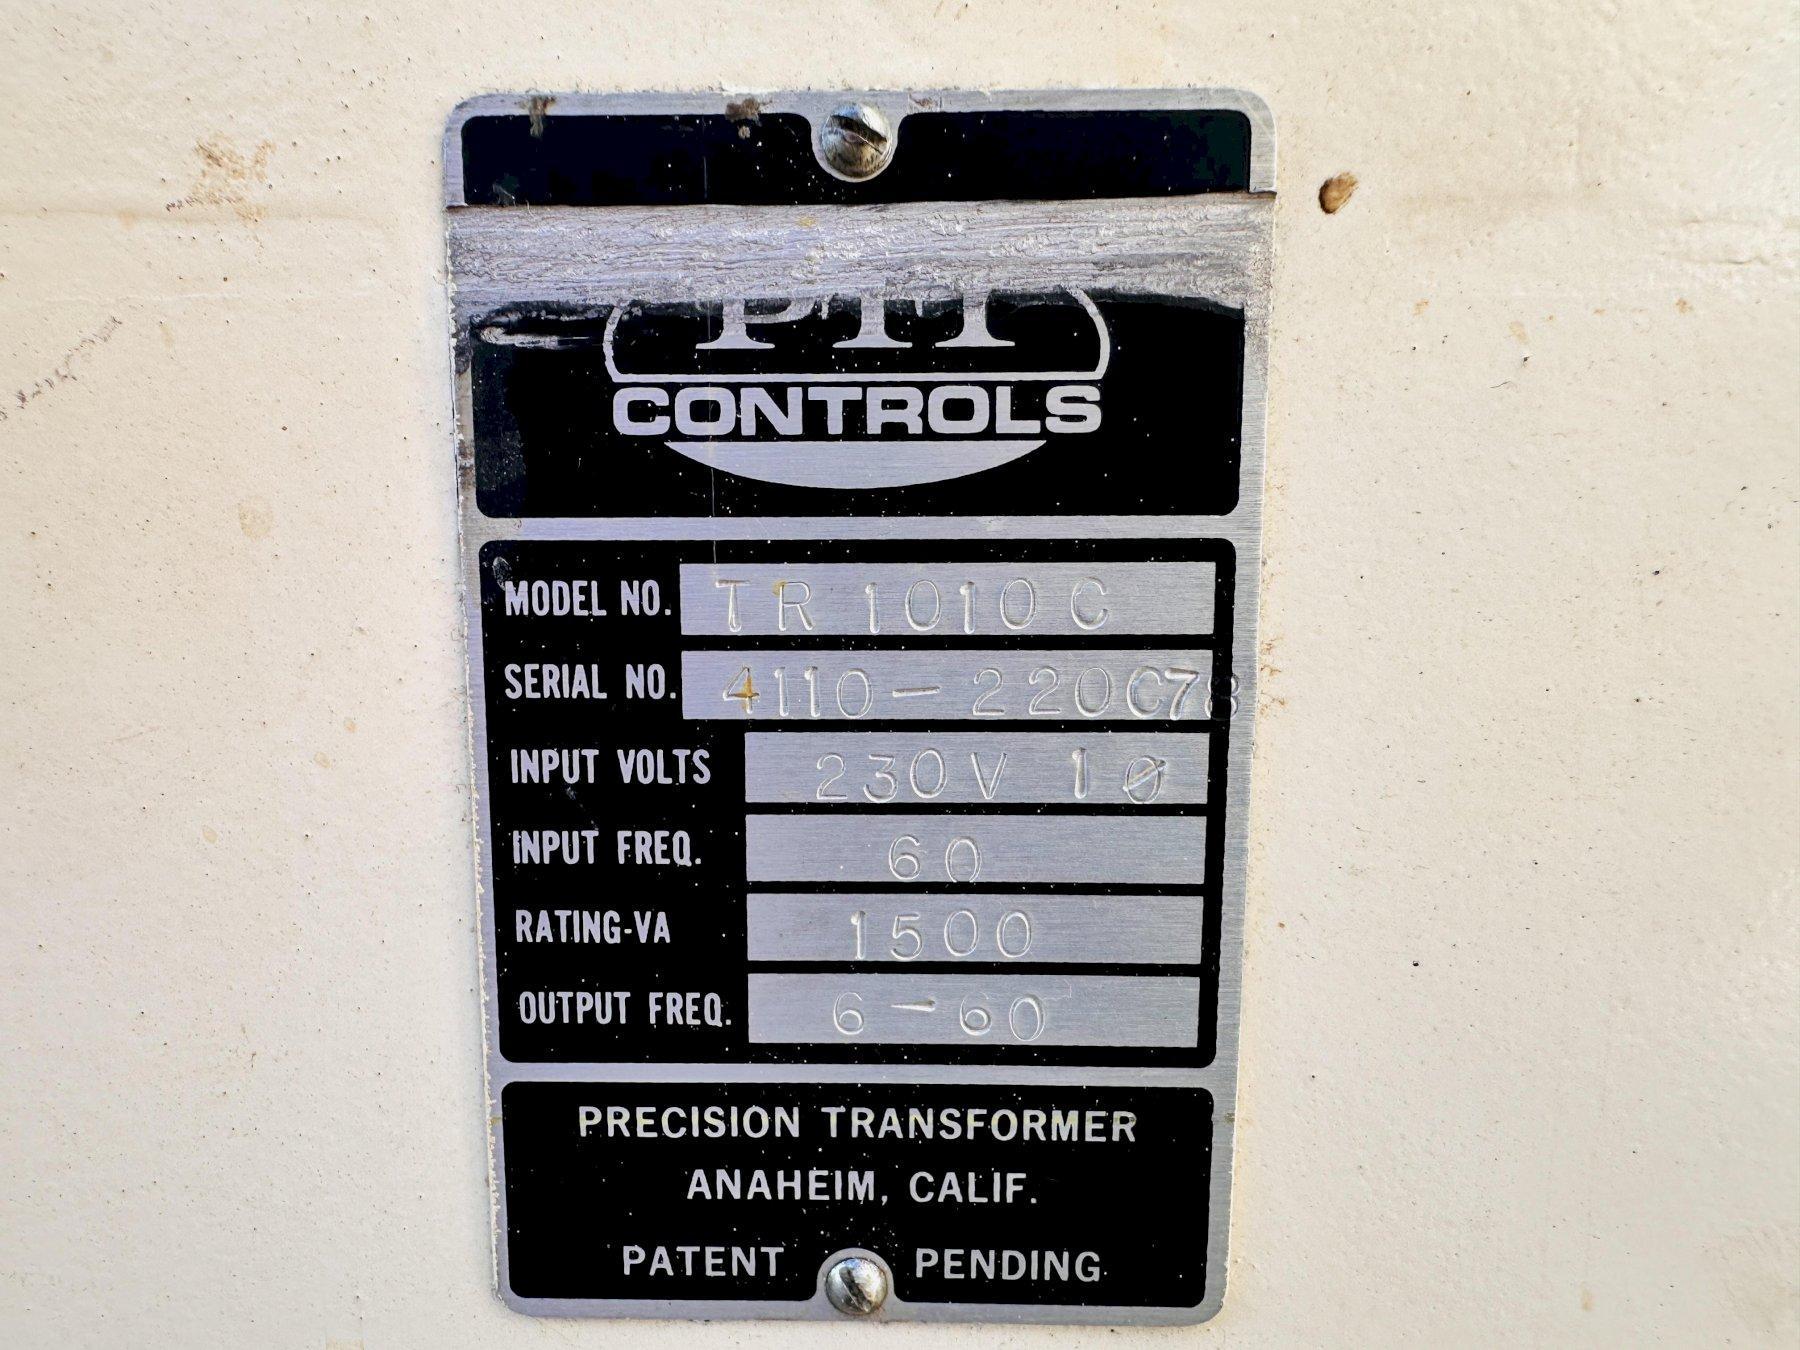 CONTROLS
MODEL NO. TR 1010 C
SERIAL NO. 4110-220C78
INPUT VOLTS 230V 1Ø
INPUT FREQ. 60
RATING-VA 1500
OUTPUT FREQ. 6-60
PRECISION TRANSFORMER
ANAHEIM, CALIF.
PATENT PENDING